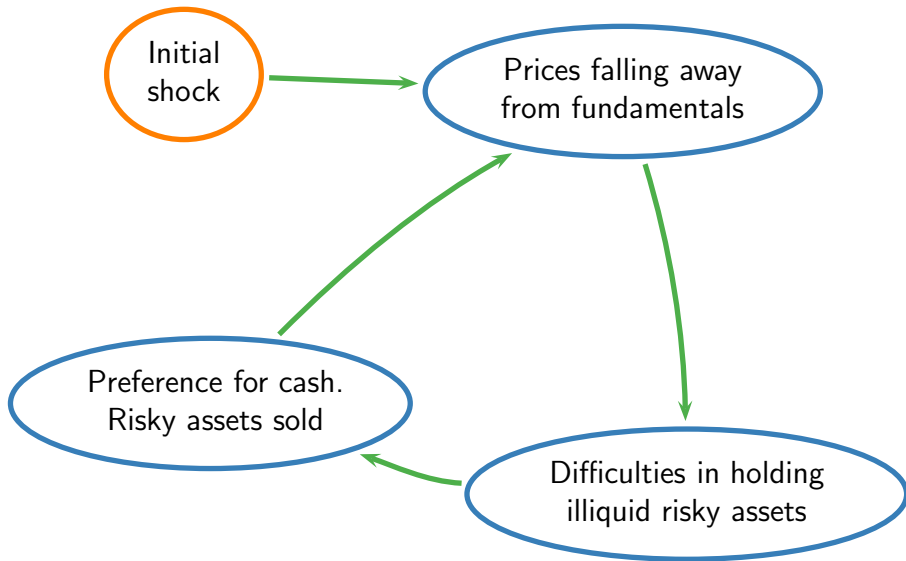 Initial
shock
Prices falling away
from fundamentals
Preference for cash.
Risky assets sold
Difficulties in holding
illiquid risky assets